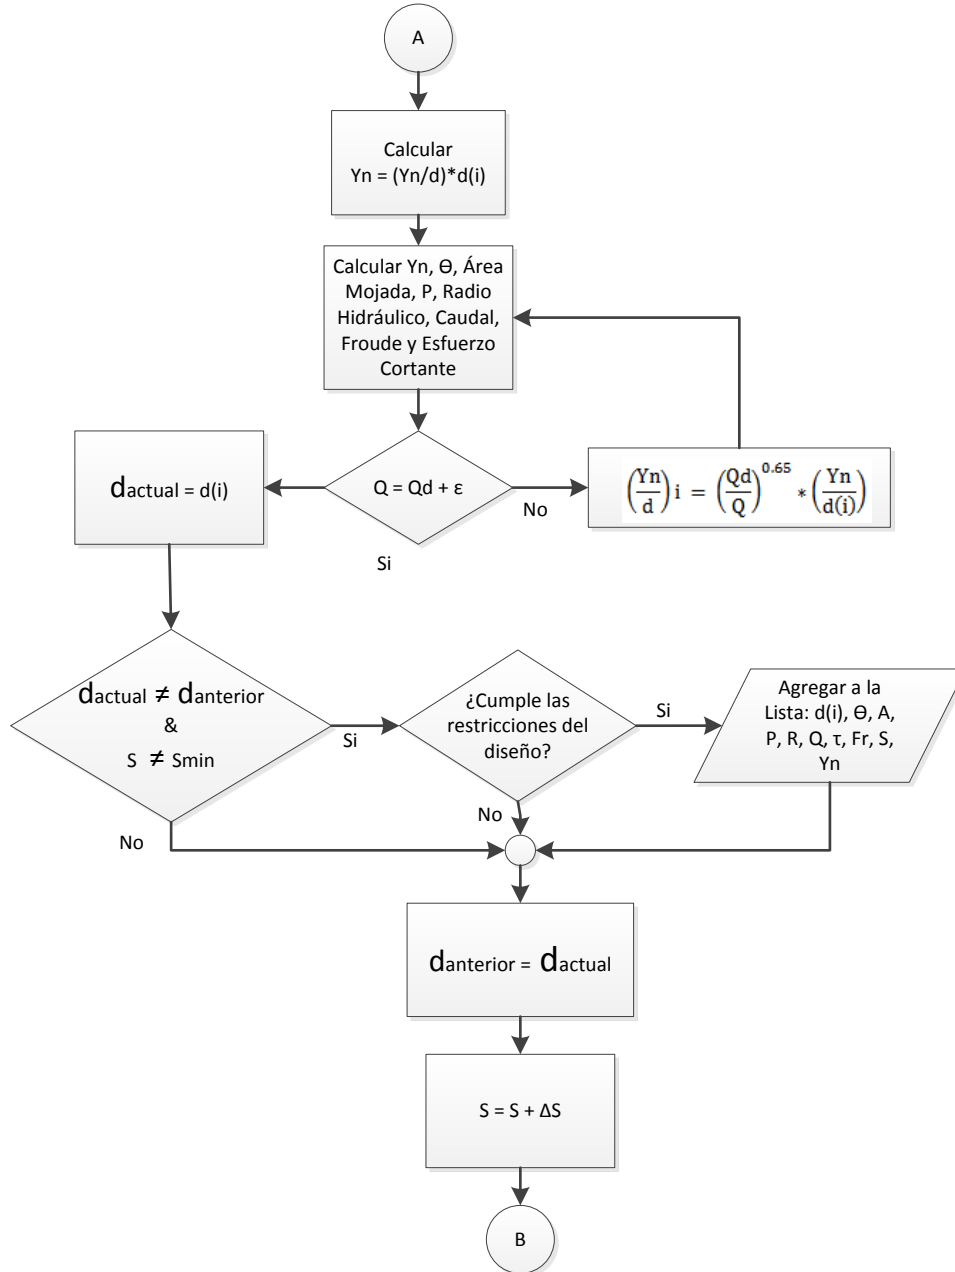 A
Calcular
Yn = (Yn/d)*d(i)
Calcular Yn, Ө, Área
Mojada, P, Radio
Hidráulico, Caudal,
Froude y Esfuerzo
Cortante
dactual = d(i)
Q = Qd + ε
No
(Yn/d) i = (Qd/Q)^0.65 * (Yn/d(i))
Si
dactual ≠ danterior
&
S ≠ Smin
Si
No
¿Cumple las
restricciones del
diseño?
Si
No
Agregar a la
Lista: d(i), Ө, A,
P, R, Q, τ, Fr, S,
Yn
danterior = dactual
S = S + ΔS
B